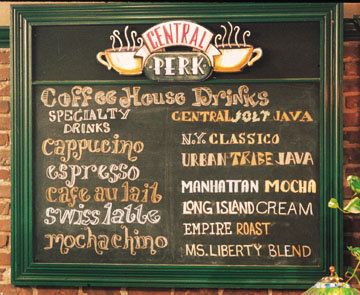 CENTRAL
PERK
Coffee House Drinks
SPECIALTY
DRINKS
cappucino
espresso
cafe au lait
swiss latte
mochachino
CENTRAL JOLT JAVA
N.Y. CLASSICO
URBAN TRIBE JAVA
MANHATTAN MOCHA
LONG ISLAND CREAM
EMPIRE ROAST
MS. LIBERTY BLEND